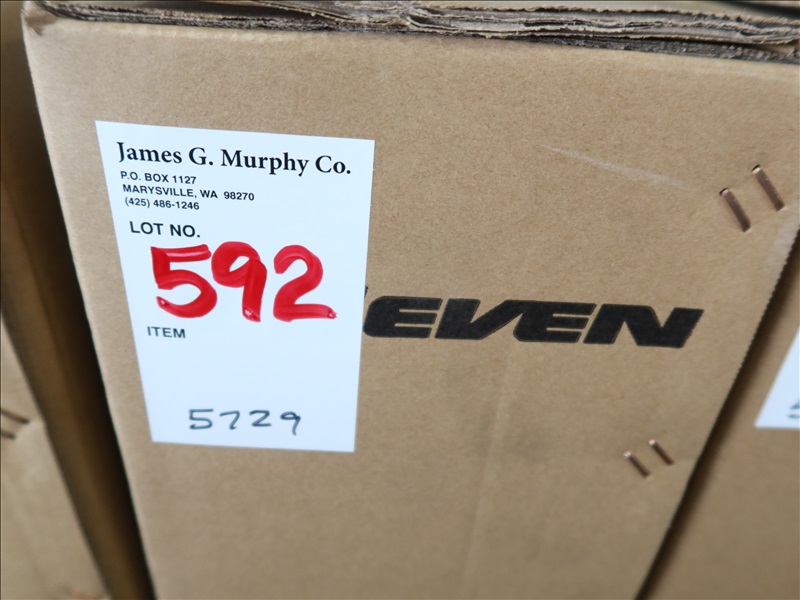 James G. Murphy Co.
P.O. BOX 1127
MARYSVILLE, WA 98270
(425) 486-1246
LOT NO.
592
ITEM
5729
EVEN